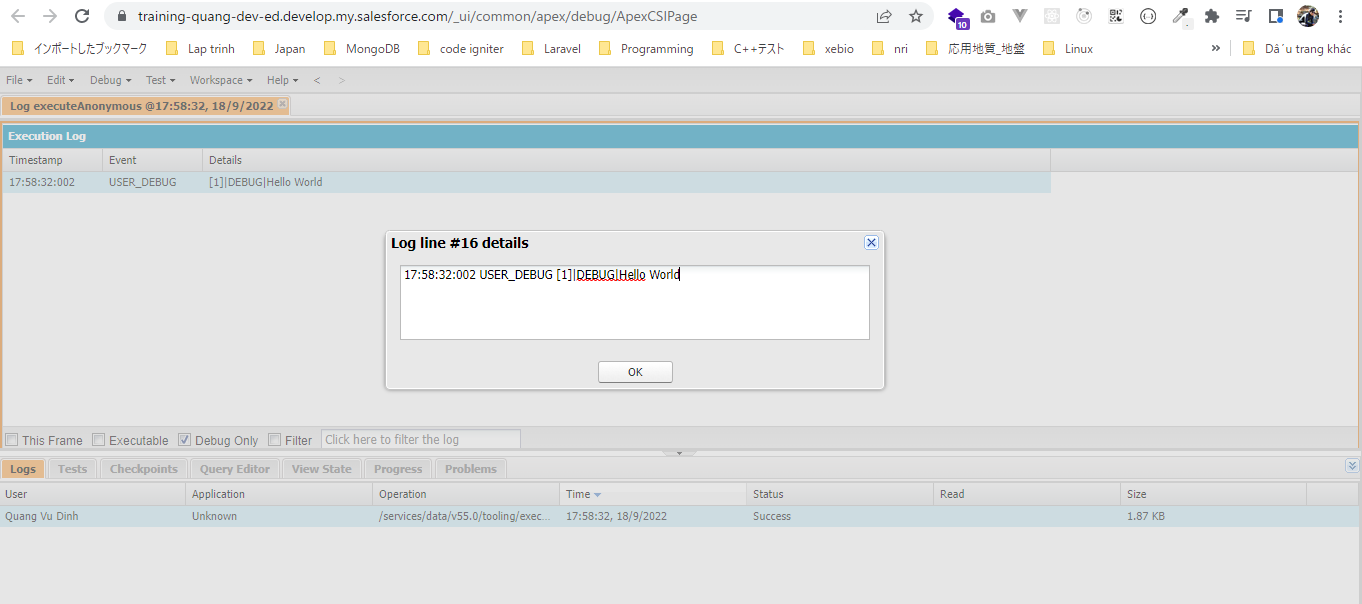 training-quang-dev-ed.develop.my.salesforce.com/_ui/common/apex/debug/ApexCSIPage
10
インポートしたブックマーク Lap trinh Japan MongoDB code igniter Laravel Programming C++テスト xebio nri 応用地質_地盤 Linux » Dấu trang khác
File Edit Debug Test Workspace Help < >
Log executeAnonymous @17:58:32, 18/9/2022
Execution Log
Timestamp Event Details
17:58:32:002 USER_DEBUG [1]|DEBUG|Hello World
Log line #16 details
17:58:32:002 USER_DEBUG [1]|DEBUG|Hello World
OK
This Frame Executable Debug Only Filter Click here to filter the log
Logs Tests Checkpoints Query Editor View State Progress Problems
User Application Operation Time Status Read Size
Quang Vu Dinh Unknown /services/data/v55.0/tooling/exec... 17:58:32, 18/9/2022 Success 1.87 KB